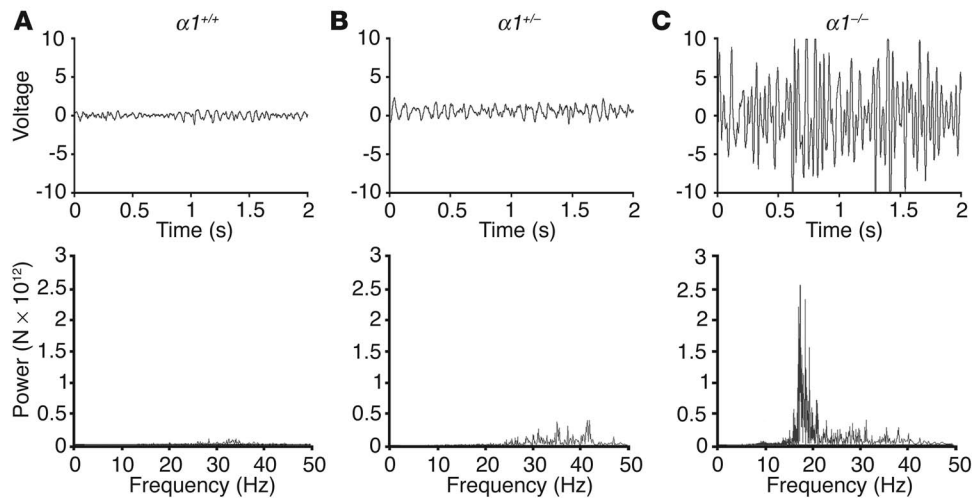 A α1+/+ B α1+/− C α1−/−
10 10 10
5 5 5
Voltage 0 0 0
-5 -5 -5
-10 -10 -10
0 0.5 1 1.5 2 0 0.5 1 1.5 2 0 0.5 1 1.5 2
Time (s) Time (s) Time (s)
3 3 3
2.5 2.5 2.5
2 2 2
1.5 1.5 1.5
1 1 1
0.5 0.5 0.5
0 0 0
Power (N × 10¹²)
0 10 20 30 40 50 0 10 20 30 40 50 0 10 20 30 40 50
Frequency (Hz) Frequency (Hz) Frequency (Hz)